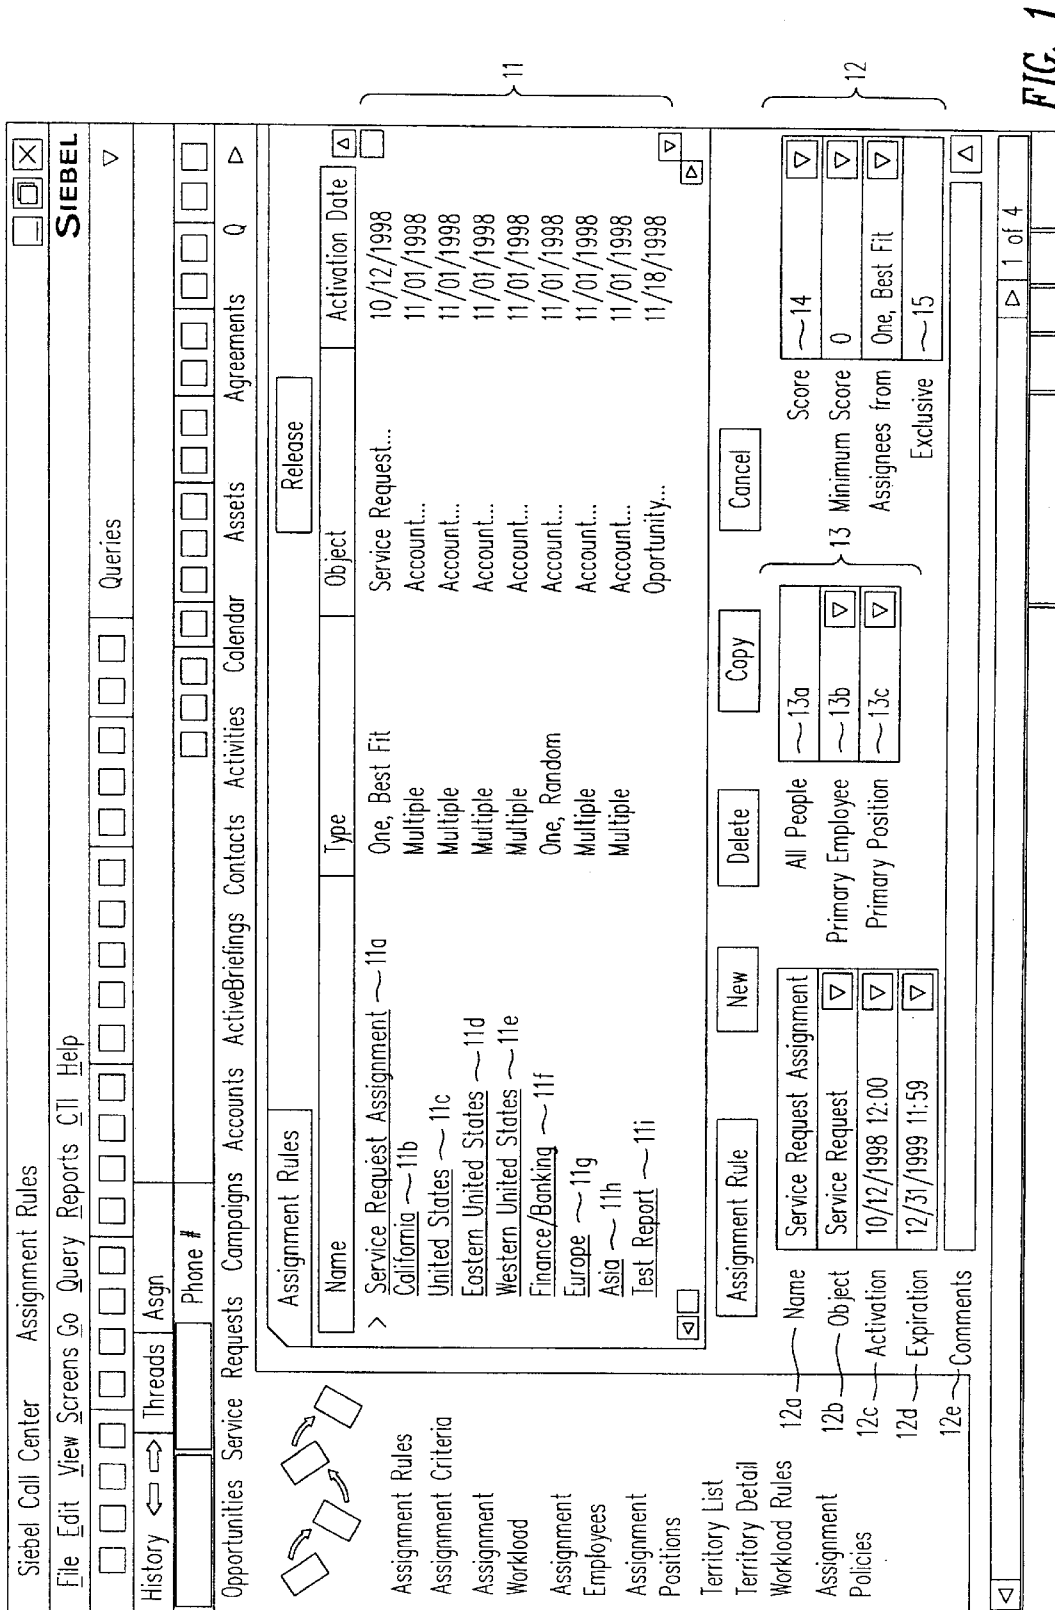 Siebel Call Center Assignment Rules
File Edit View Screens Go Query Reports CTI Help
SIEBEL
Queries
History Threads Asgn
Phone #
Opportunities Service Requests Campaigns Accounts ActiveBriefings Contacts Activities Calendar Assets Agreements Q
Assignment Rules
Assignment Criteria
Assignment
Workload
Assignment
Employees
Assignment
Positions
Territory List
Territory Detail
Workload Rules
Assignment
Policies
Assignment Rules
Release
Name Type Object Activation Date
> Service Request Assignment 11a One, Best Fit Service Request... 10/12/1998
California 11b Multiple Account... 11/01/1998
United States 11c Multiple Account... 11/01/1998
Eastern United States 11d Multiple Account... 11/01/1998
Western United States 11e Multiple Account... 11/01/1998
Finance/Banking 11f One, Random Account... 11/01/1998
Europe 11g Multiple Account... 11/01/1998
Asia 11h Multiple Account... 11/01/1998
Test Report 11i Oportunity... 11/18/1998
11
Assignment Rule New Delete Copy Cancel
12a Name Service Request Assignment All People 13a Score 14
12b Object Service Request Primary Employee 13b 13 Minimum Score 0
12c Activation 10/12/1998 12:00 Primary Position 13c Assignees from One, Best Fit
12d Expiration 12/31/1999 11:59 Exclusive 15
12e Comments
12
1 of 4
FIG. 1